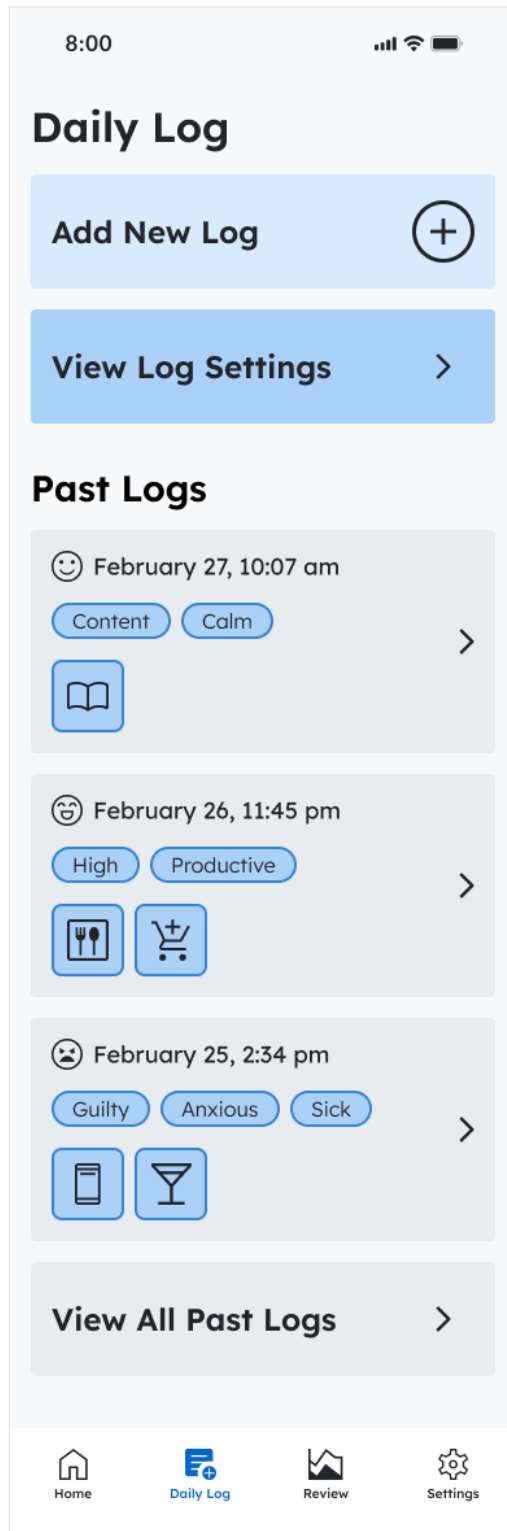 8:00
Daily Log
Add New Log
View Log Settings
Past Logs
February 27, 10:07 am
Content Calm
February 26, 11:45 pm
High Productive
February 25, 2:34 pm
Guilty Anxious Sick
View All Past Logs
Home Daily Log Review Settings